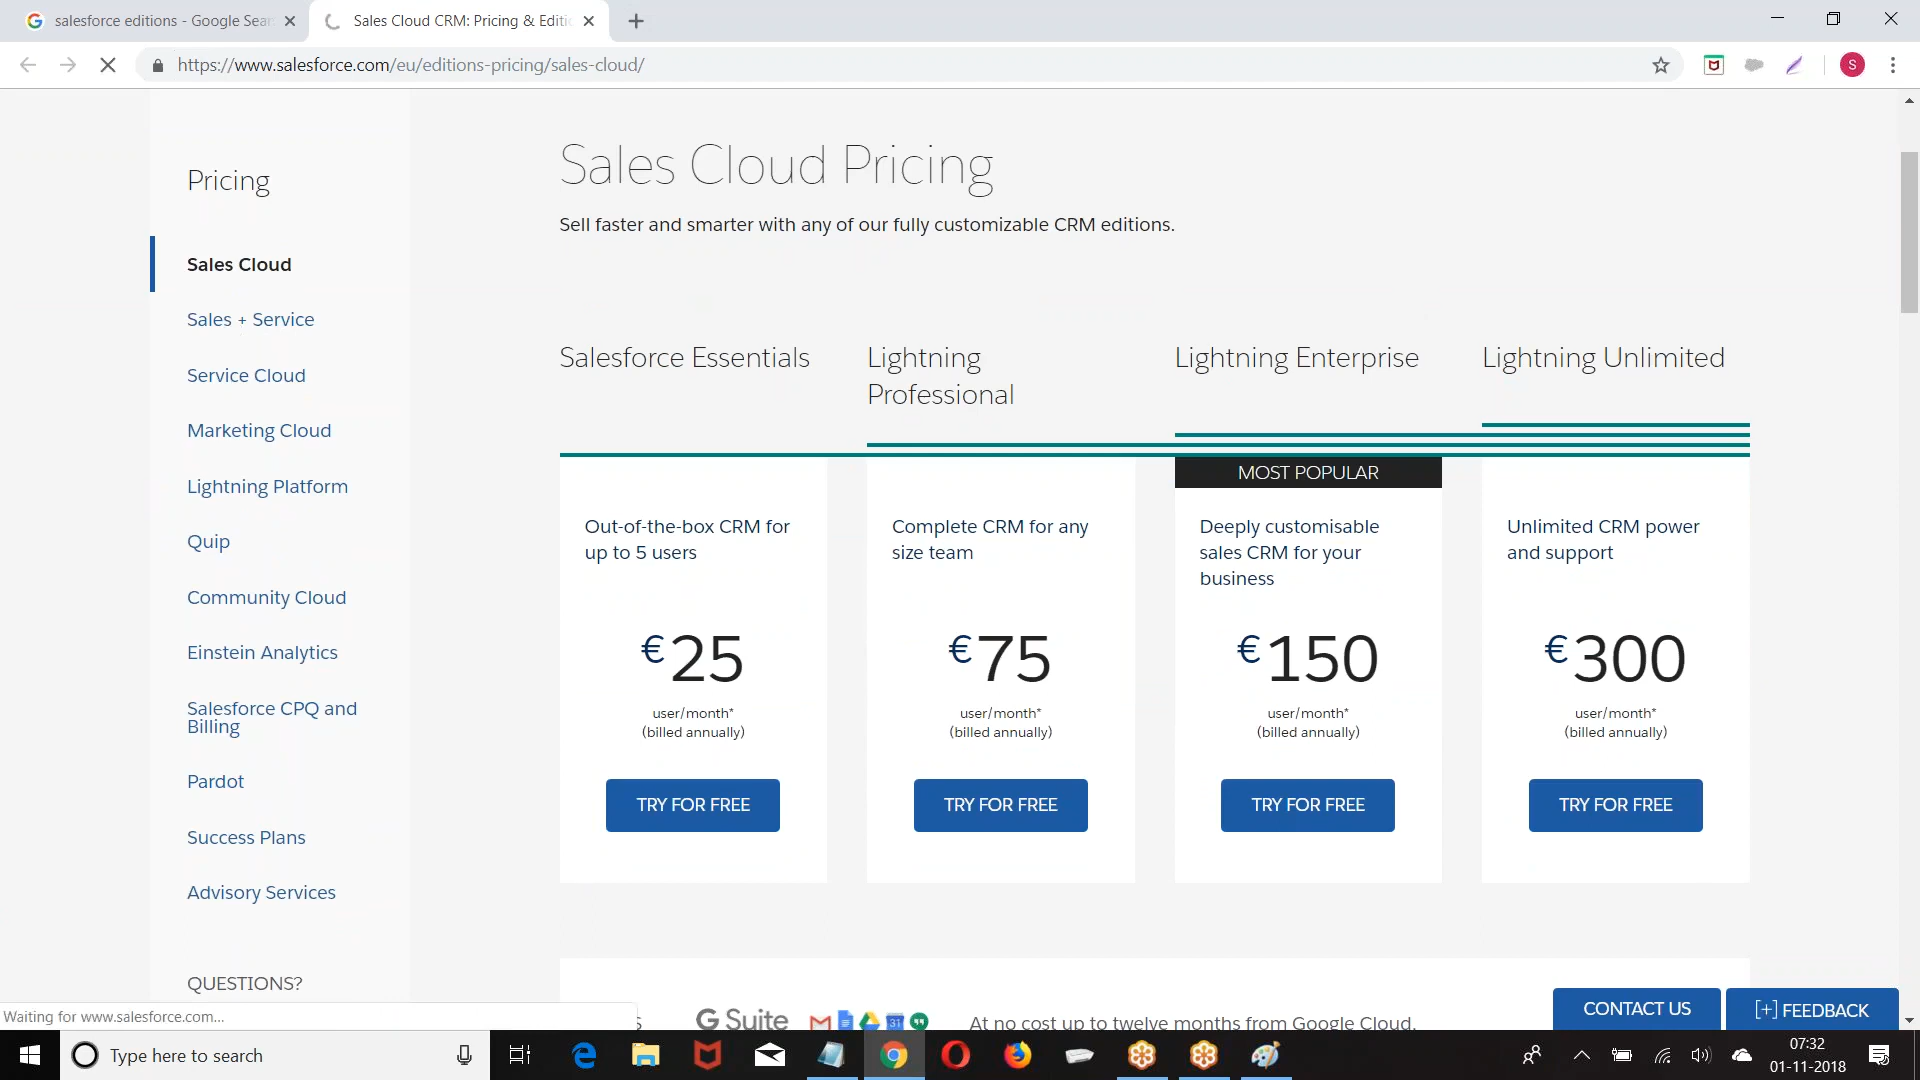 salesforce editions - Google Sear
Sales Cloud CRM: Pricing & Editi
https://www.salesforce.com/eu/editions-pricing/sales-cloud/
S
Pricing
Sales Cloud
Sales + Service
Service Cloud
Marketing Cloud
Lightning Platform
Quip
Community Cloud
Einstein Analytics
Salesforce CPQ and
Billing
Pardot
Success Plans
Advisory Services
QUESTIONS?
Sales Cloud Pricing
Sell faster and smarter with any of our fully customizable CRM editions.
Salesforce Essentials
Out-of-the-box CRM for
up to 5 users
€25
user/month*
(billed annually)
TRY FOR FREE
Lightning
Professional
Complete CRM for any
size team
€75
user/month*
(billed annually)
TRY FOR FREE
Lightning Enterprise
MOST POPULAR
Deeply customisable
sales CRM for your
business
€150
user/month*
(billed annually)
TRY FOR FREE
Lightning Unlimited
Unlimited CRM power
and support
€300
user/month*
(billed annually)
TRY FOR FREE
G Suite
31
At no cost up to twelve months from Google Cloud.
CONTACT US
[+] FEEDBACK
Waiting for www.salesforce.com...
Type here to search
07:32
01-11-2018